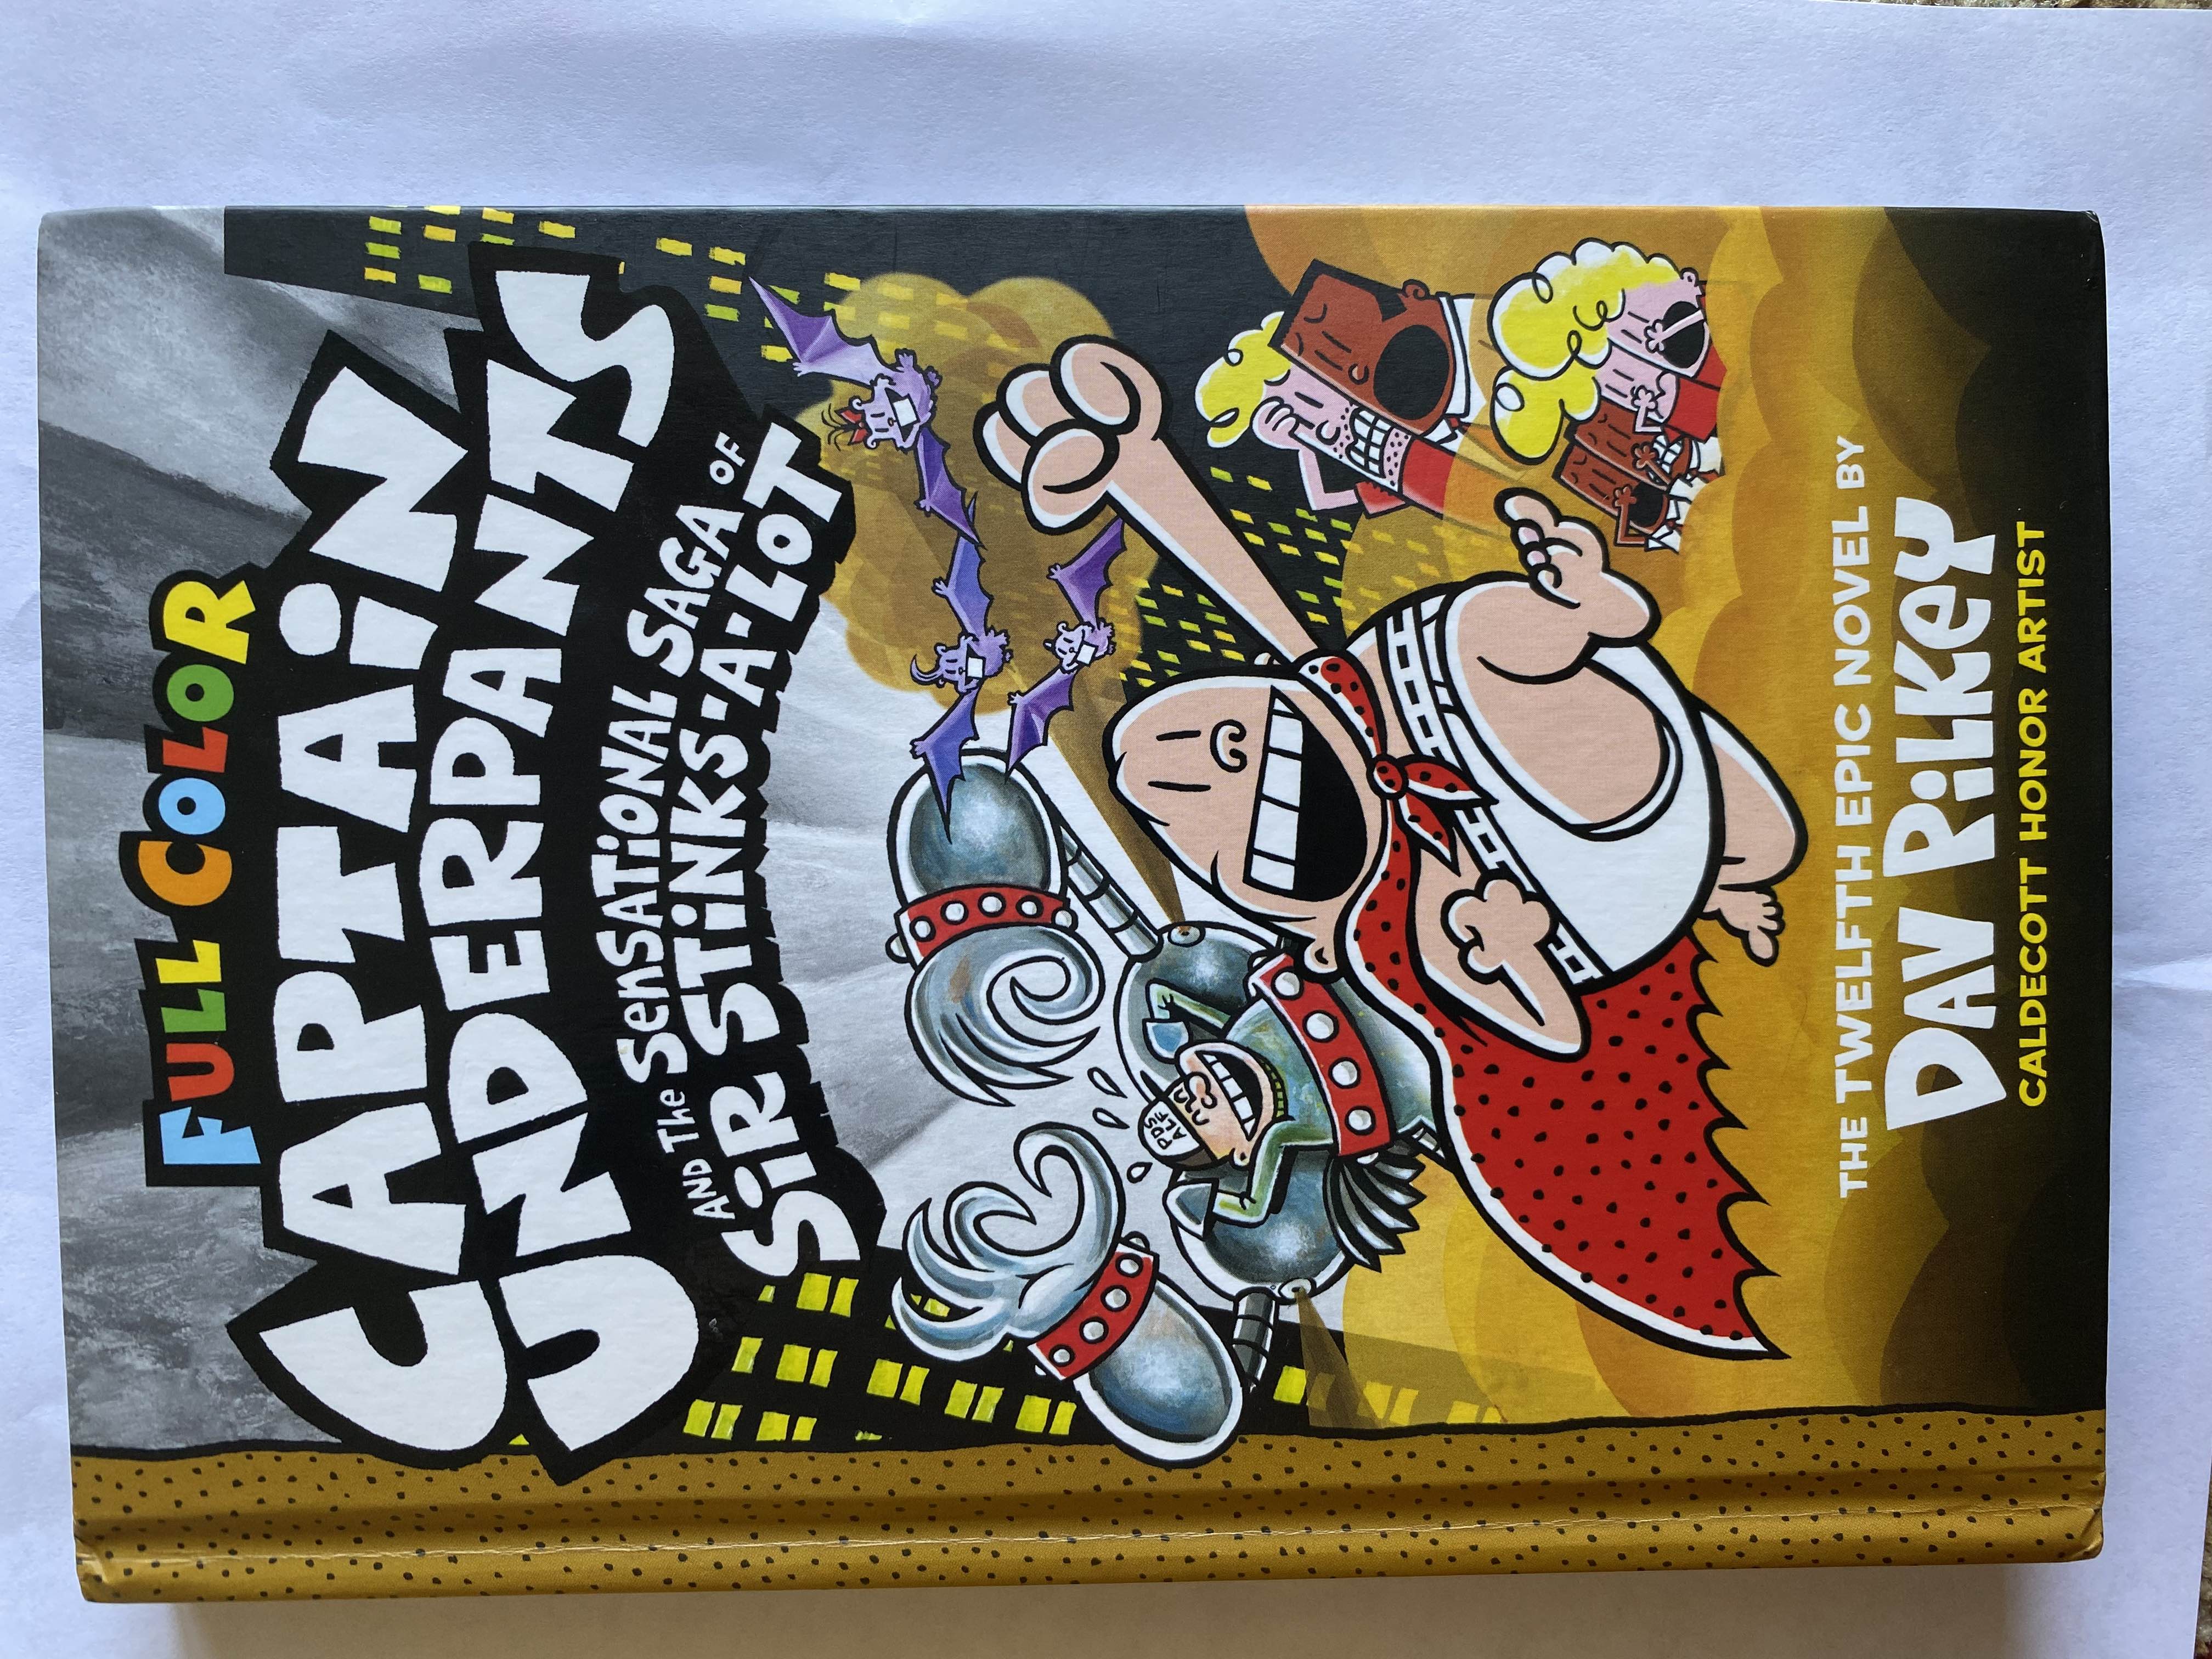 FULL COLOR
CAPTAiN
UNDERPANTS
AND The SenSATiONAL SAGA OF
SiR STiNKS-A-LOT
PDS
ALF
THE TWELFTH EPIC NOVEL BY
DAV PiLKeY
CALDECOTT HONOR ARTIST